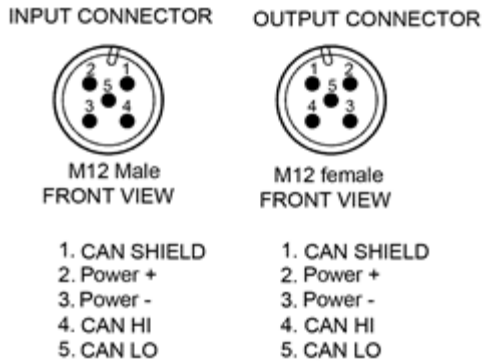 INPUT CONNECTOR
2 1
5
3 4
M12 Male
FRONT VIEW
1. CAN SHIELD
2. Power +
3. Power -
4. CAN HI
5. CAN LO
OUTPUT CONNECTOR
1 2
5
4 3
M12 female
FRONT VIEW
1. CAN SHIELD
2. Power +
3. Power -
4. CAN HI
5. CAN LO